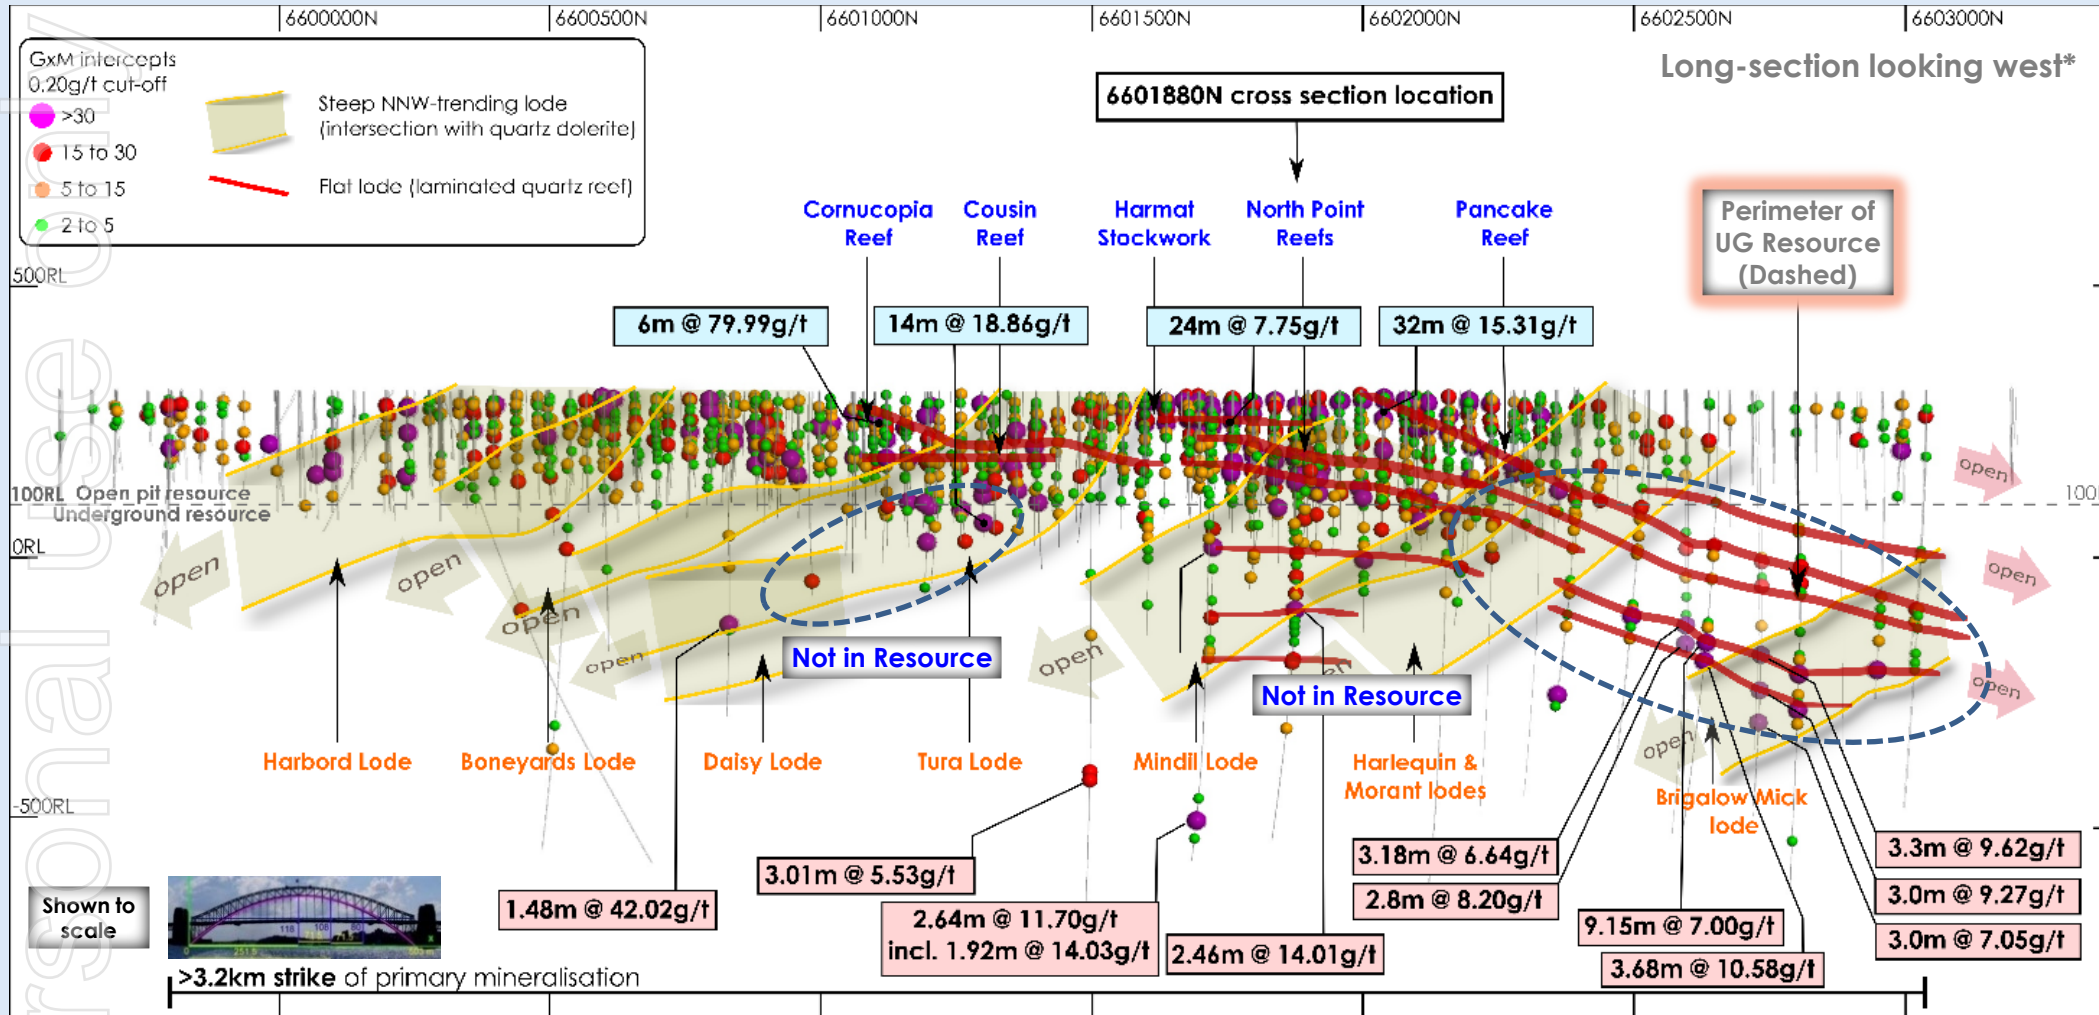 6600000N
6600500N
6601000N
6601500N
6602000N
6602500N
6603000N
GxM intercepts
0.20g/t cut-off
>30
15 to 30
5 to 15
2 to 5
Steep NNW-trending lode
(intersection with quartz dolerite)
Flat lode (laminated quartz reef)
Long-section looking west*
6601880N cross section location
Cornucopia
Reef
Cousin
Reef
Harmat
Stockwork
North Point
Reefs
Pancake
Reef
Perimeter of
UG Resource
(Dashed)
500RL
6m @ 79.99g/t
14m @ 18.86g/t
24m @ 7.75g/t
32m @ 15.31g/t
100RL
Open pit resource
Underground resource
100
0RL
open
open
open
open
open
open
open
open
open
Not in Resource
Not in Resource
Harbord Lode
Boneyards Lode
Daisy Lode
Tura Lode
Mindil Lode
Harlequin &
Morant lodes
Brigalow Mick
lode
-500RL
1.48m @ 42.02g/t
3.01m @ 5.53g/t
2.64m @ 11.70g/t
incl. 1.92m @ 14.03g/t
2.46m @ 14.01g/t
3.18m @ 6.64g/t
2.8m @ 8.20g/t
9.15m @ 7.00g/t
3.68m @ 10.58g/t
3.3m @ 9.62g/t
3.0m @ 9.27g/t
3.0m @ 7.05g/t
Shown to
scale
118
108
>3.2km strike of primary mineralisation
rsonal use only